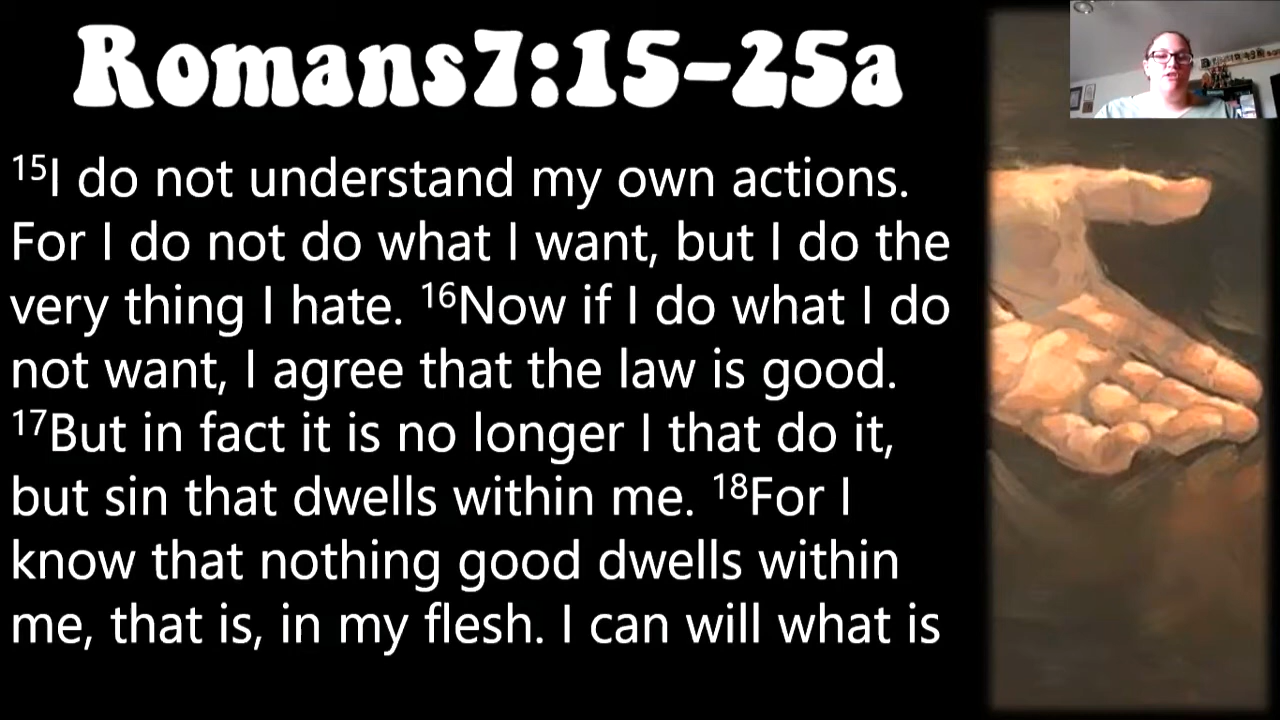 Romans7:15-25a
15I do not understand my own actions.
For I do not do what I want, but I do the
very thing I hate. 16Now if I do what I do
not want, I agree that the law is good.
17But in fact it is no longer I that do it,
but sin that dwells within me. 18For I
know that nothing good dwells within
me, that is, in my flesh. I can will what is